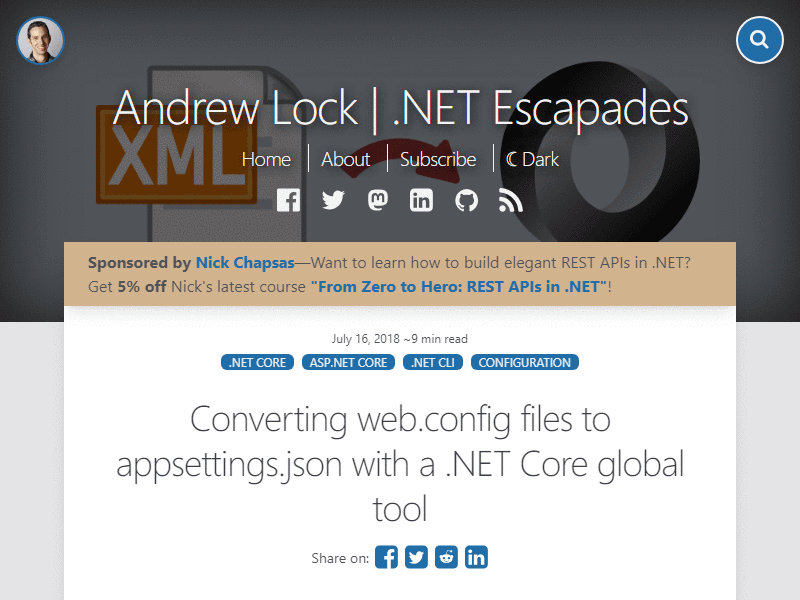 XML
Andrew Lock | .NET Escapades
Home
About
Subscribe
☾ Dark
Sponsored by Nick Chapsas—Want to learn how to build elegant REST APIs in .NET?
Get 5% off Nick's latest course "From Zero to Hero: REST APIs in .NET"!
July 16, 2018 ~9 min read
.NET CORE
ASP.NET CORE
.NET CLI
CONFIGURATION
Converting web.config files to
appsettings.json with a .NET Core global
tool
Share on: